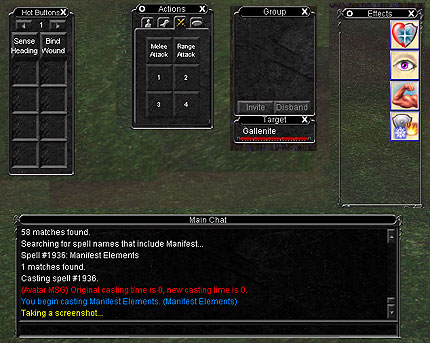 Hot Buttons X
1
Sense Heading
Bind Wound
Actions X
Melee Attack
Range Attack
1 2
3 4
Group X
Invite Disband
Target X
Gallenite
Effects X
Main Chat
58 matches found.
Searching for spell names that include Manifest...
Spell #1936: Manifest Elements
1 matches found.
Casting spell #1936.
(Avatar MSG) Original casting time is 0, new casting time is 0.
You begin casting Manifest Elements. (Manifest Elements)
Taking a screenshot...